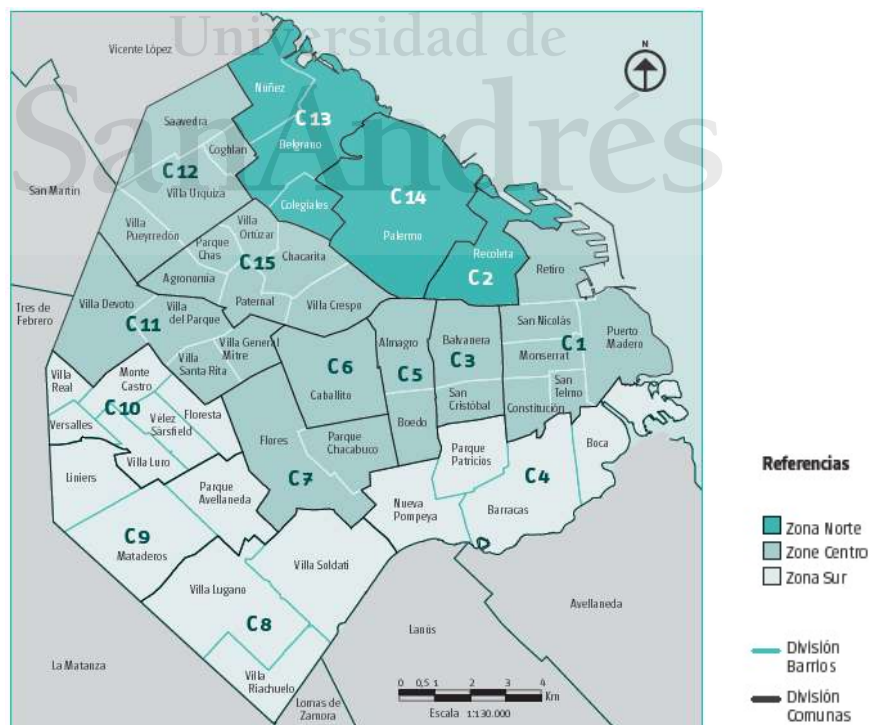 Universidad de
SanAndrés
Vicente López
N
Núñez
C 13
Saavedra
Coghlan
Belgrano
C12
Villa Urquiza
San Martín
Colegiales
C 14
Villa
Pueyrredón
Villa
Ortúzar
Parque
Chas
Chacarita
Palermo
C15
Recoleta
Agronomía
C 2
Retiro
Tres de
Febrero
Villa Devoto
Villa
del Parque
Paternal
Villa Crespo
C 11
San Nicolás
Puerto
Madero
Villa General
Mitre
Almagro
Balvanera
C 1
Villa
Santa Rita
C 6
C 5
C 3
Monserrat
Villa
Real
Monte
Castro
Caballito
San
Cristóbal
San
Telmo
C10
Constitución
Versalles
Vélez
Sársfield
Floresta
Boedo
Flores
Parque
Chacabuco
Parque
Patricios
Boca
Villa Luro
Liniers
C 7
C 4
Parque
Avellaneda
Nueva
Pompeya
Barracas
C 9
Mataderos
Villa Soldati
Villa Lugano
C 8
Avellaneda
Lanús
La Matanza
Villa
Riachuelo
Lomas de
Zamora
0 0,5 1 2 3 4
Km
Escala 1:130.000
Referencias
Zona Norte
Zone Centro
Zona Sur
División
Barrios
División
Comunas